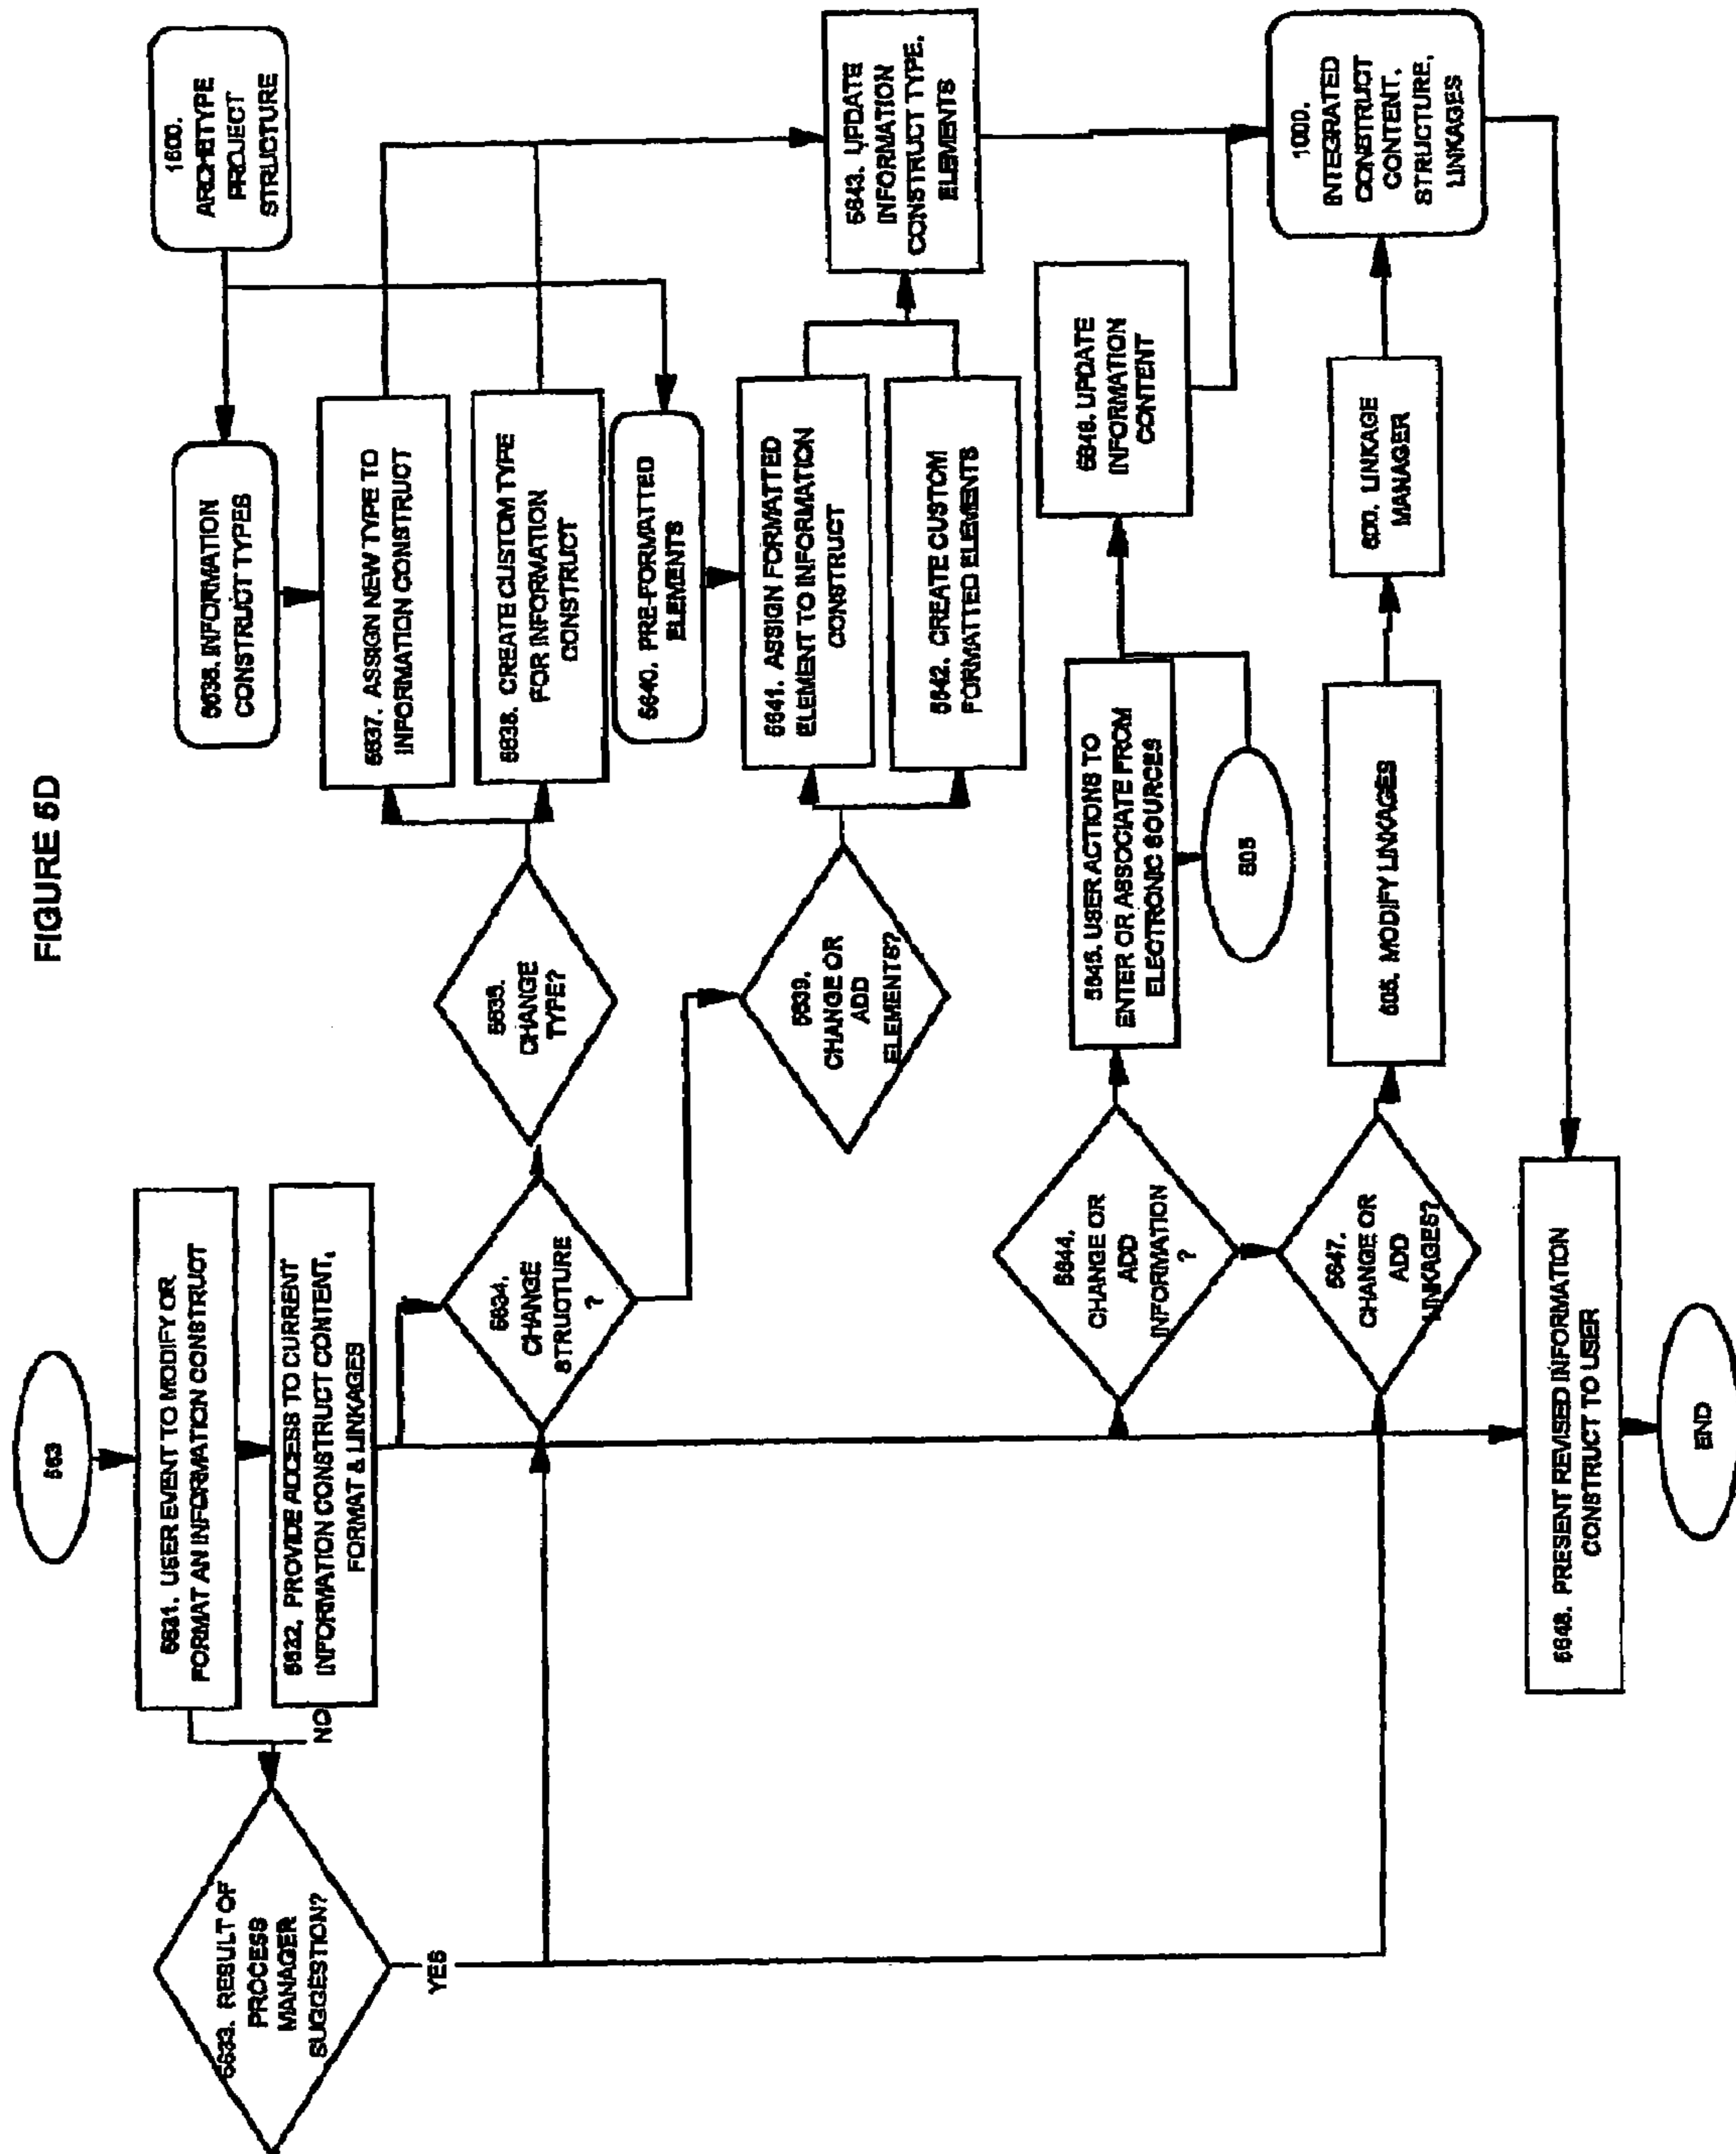 FIGURE 5D
563
5631. USER EVENT TO MODIFY OR
FORMAT AN INFORMATION CONSTRUCT
5632. PROVIDE ACCESS TO CURRENT
INFORMATION CONSTRUCT CONTENT,
FORMAT & LINKAGES
NO
5633. RESULT OF
PROCESS
MANAGER
SUGGESTION?
YES
5634.
CHANGE
STRUCTURE
?
5635.
CHANGE
TYPE?
1600.
ARCHETYPE
PROJECT
STRUCTURE
5636. INFORMATION
CONSTRUCT TYPES
5637. ASSIGN NEW TYPE TO
INFORMATION CONSTRUCT
5638. CREATE CUSTOM TYPE
FOR INFORMATION
CONSTRUCT
5639.
CHANGE OR
ADD
ELEMENTS?
5640. PRE-FORMATTED
ELEMENTS
5641. ASSIGN FORMATTED
ELEMENT TO INFORMATION
CONSTRUCT
5642. CREATE CUSTOM
FORMATTED ELEMENTS
5643. UPDATE
INFORMATION
CONSTRUCT TYPE,
ELEMENTS
5644.
CHANGE OR
ADD
INFORMATION
?
5645. USER ACTIONS TO
ENTER OR ASSOCIATE FROM
ELECTRONIC SOURCES
5646. UPDATE
INFORMATION
CONTENT
5647.
CHANGE OR
ADD
LINKAGES?
605. MODIFY LINKAGES
600. LINKAGE
MANAGER
1000.
INTEGRATED
CONSTRUCT
CONTENT,
STRUCTURE,
LINKAGES
5648. PRESENT REVISED INFORMATION
CONSTRUCT TO USER
END